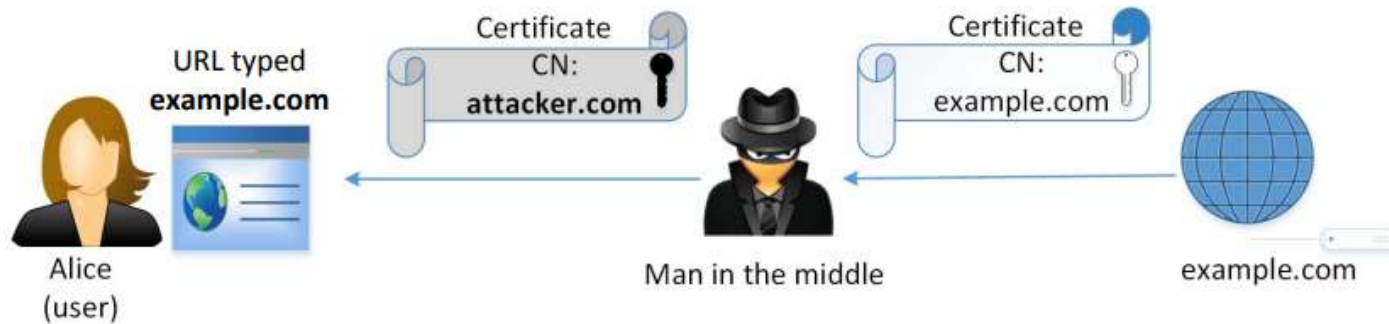 URL typed
example.com
Certificate
CN:
attacker.com
Certificate
CN:
example.com
Alice
(user)
Man in the middle
example.com